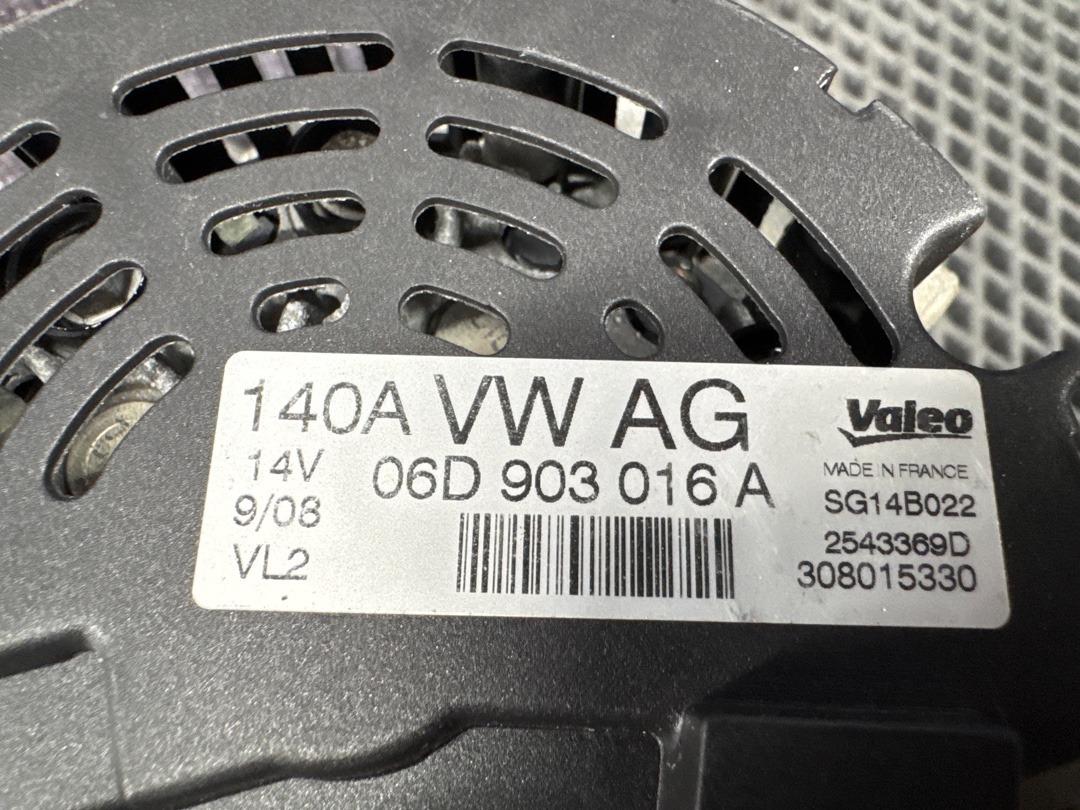 140A VW AG
14V
06D 903 016 A
9/08
VL2
Valeo
MADE IN FRANCE
SG14B022
2543369D
308015330